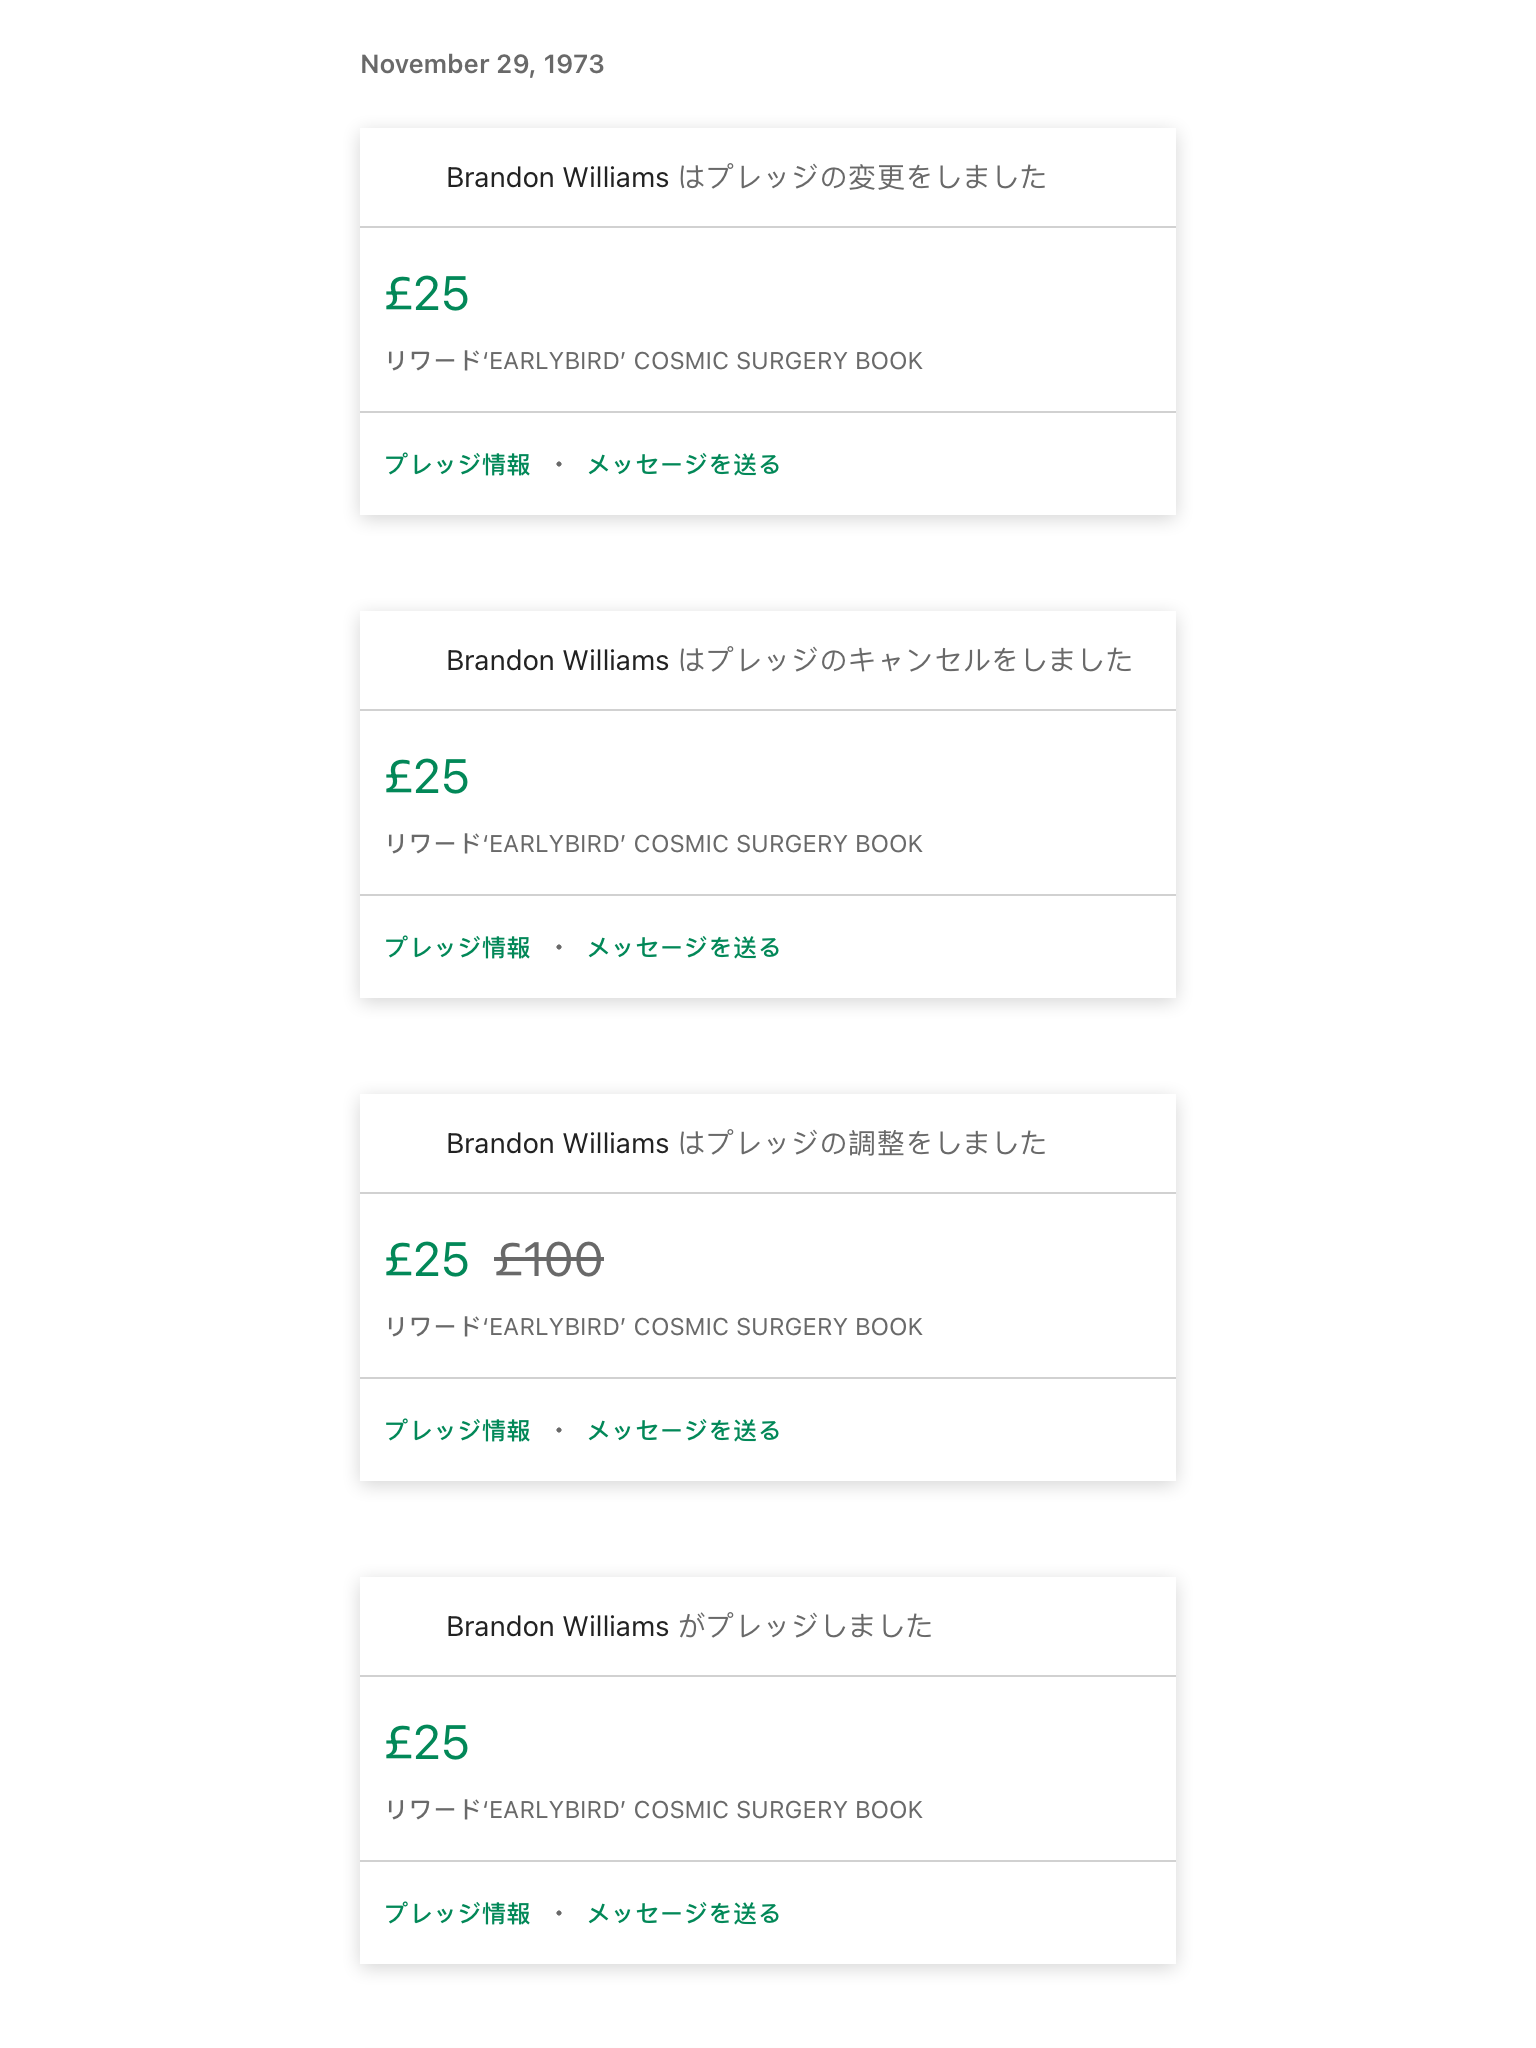 November 29, 1973
Brandon Williams はプレッジの変更をしました
£25
リワード‘EARLYBIRD’ COSMIC SURGERY BOOK
プレッジ情報 • メッセージを送る
Brandon Williams はプレッジのキャンセルをしました
£25
リワード‘EARLYBIRD’ COSMIC SURGERY BOOK
プレッジ情報 • メッセージを送る
Brandon Williams はプレッジの調整をしました
£25 £100
リワード‘EARLYBIRD’ COSMIC SURGERY BOOK
プレッジ情報 • メッセージを送る
Brandon Williams がプレッジしました
£25
リワード‘EARLYBIRD’ COSMIC SURGERY BOOK
プレッジ情報 • メッセージを送る